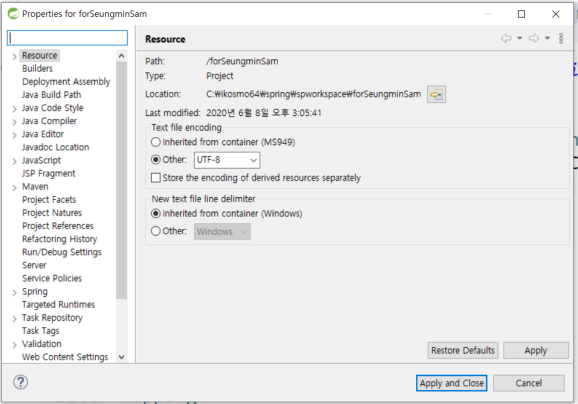 Properties for forSeungminSam
Resource
Builders
Deployment Assembly
Java Build Path
Java Code Style
Java Compiler
Java Editor
Javadoc Location
JavaScript
JSP Fragment
Maven
Project Facets
Project Natures
Project References
Refactoring History
Run/Debug Settings
Server
Service Policies
Spring
Targeted Runtimes
Task Repository
Task Tags
Validation
Web Content Settings
Resource
Path: /forSeungminSam
Type: Project
Location: C:₩ikosmo64₩spring₩spworkspace₩forSeungminSam
Last modified: 2020년 6월 8일 오후 3:05:41
Text file encoding
Inherited from container (MS949)
Other: UTF-8
Store the encoding of derived resources separately
New text file line delimiter
Inherited from container (Windows)
Other: Windows
Restore Defaults Apply
? Apply and Close Cancel